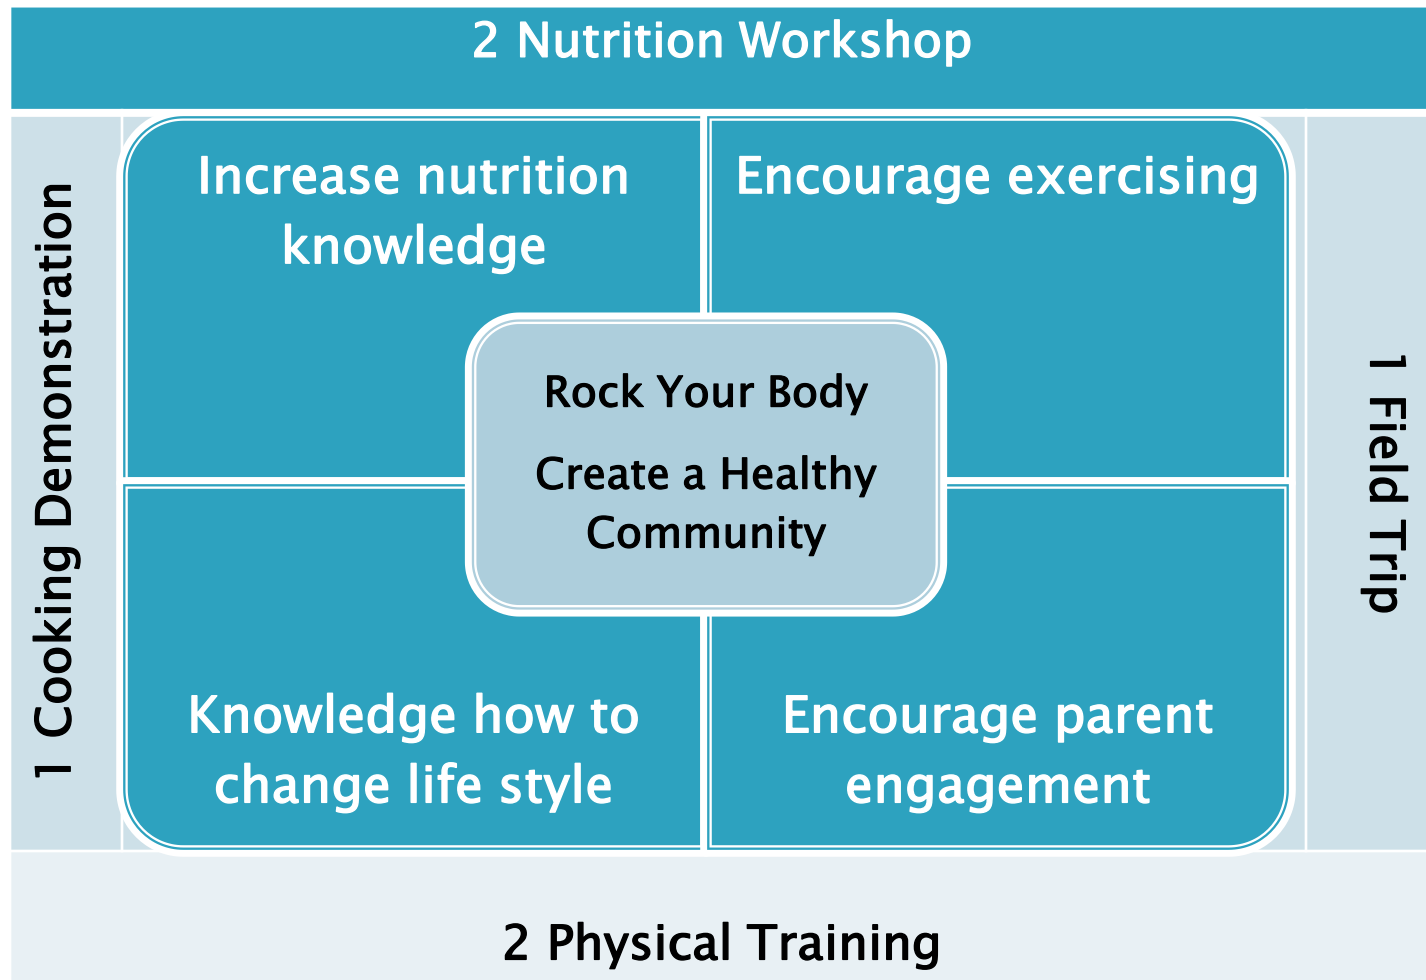 2 Nutrition Workshop
1 Cooking Demonstration
Increase nutrition
knowledge
Encourage exercising
Rock Your Body
Create a Healthy
Community
Knowledge how to
change life style
Encourage parent
engagement
1 Field Trip
2 Physical Training